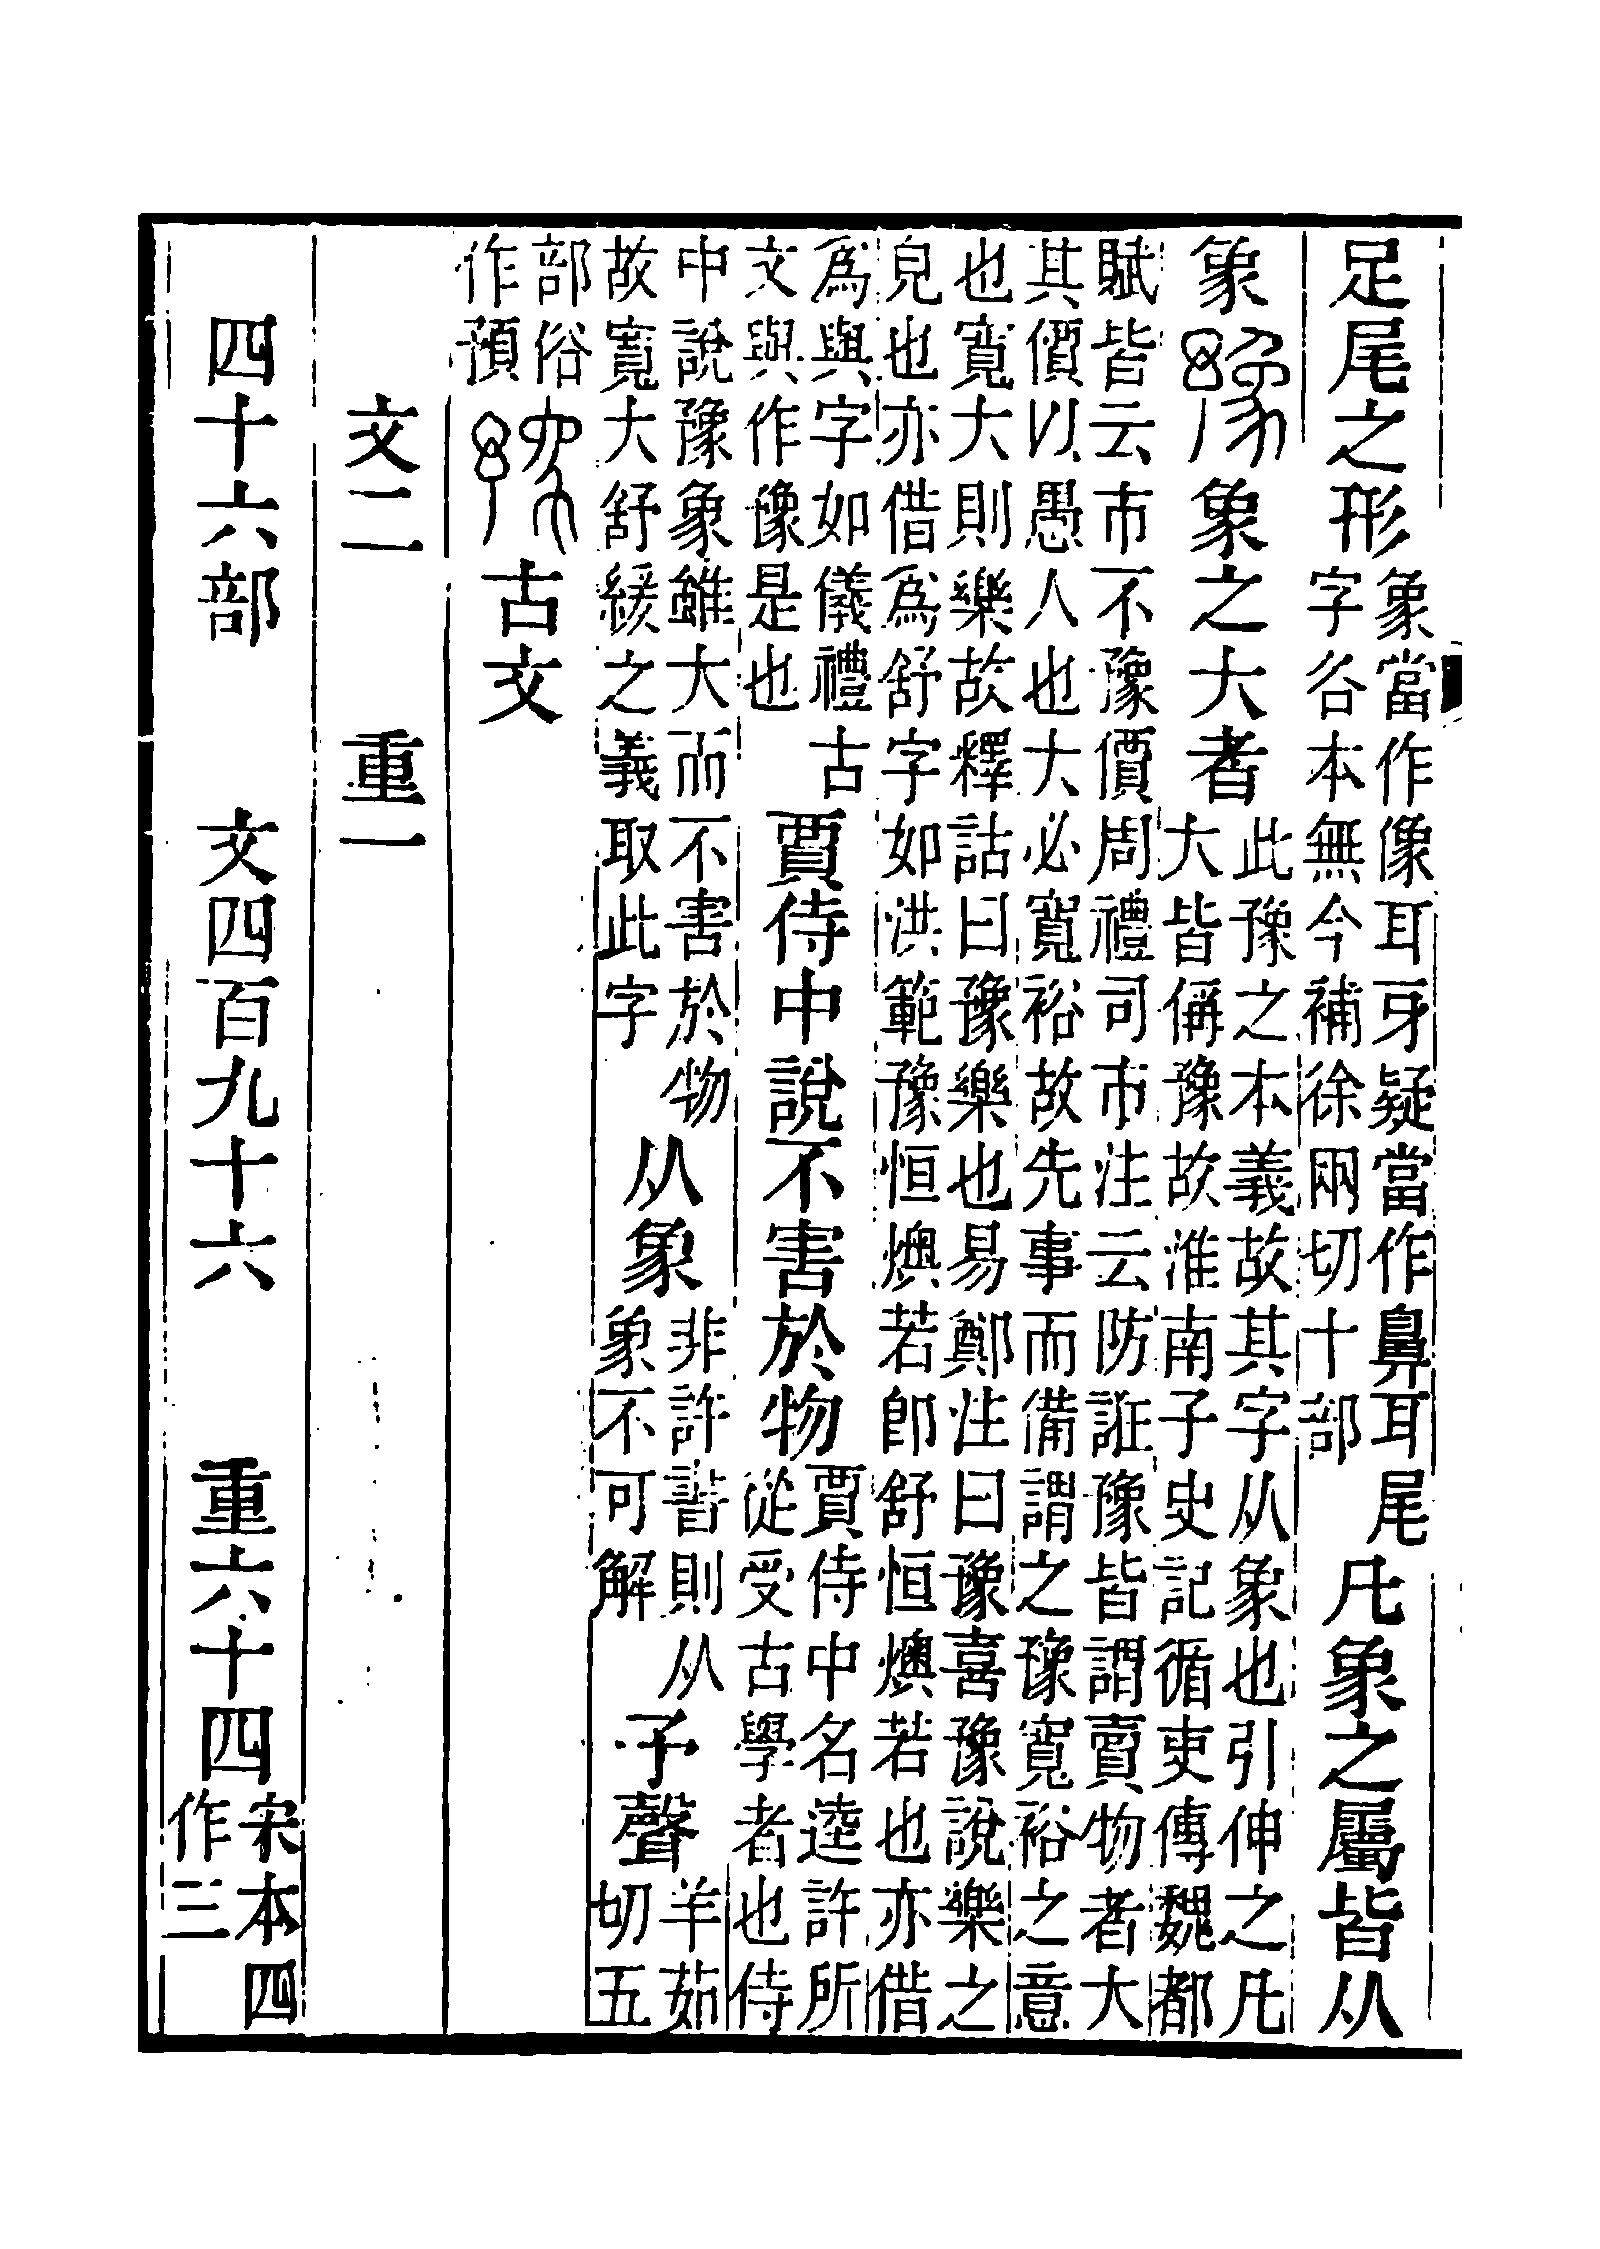 足尾之形象當作像耳牙疑當作鼻耳尾字各本無今補徐兩切十部凡象之屬皆从
象豫象之大者此豫之本義故其字从象也引伸之凡大皆偁豫故淮南子史記循吏傳魏都
賦皆云市不豫價周禮司市注云防誑豫皆謂賣物者大其價以愚人也大必寬裕故先事而備謂之豫寬裕之意
也寬大則樂故釋詁曰豫樂也易鄭注曰豫喜豫說樂之皃也亦借爲舒字如洪範豫恒燠若卽舒恒燠若也亦借
爲與字如儀禮古文與作豫是也賈侍中說不害於物賈侍中名逵許所從受古學者也侍
中說豫象雖大而不害於物故寬大舒緩之義取此字从象非許書則从象不可解予聲羊茹切五
部俗作預古文
文二 重一
四十六部 文四百九十六 重六十四宋本四作三